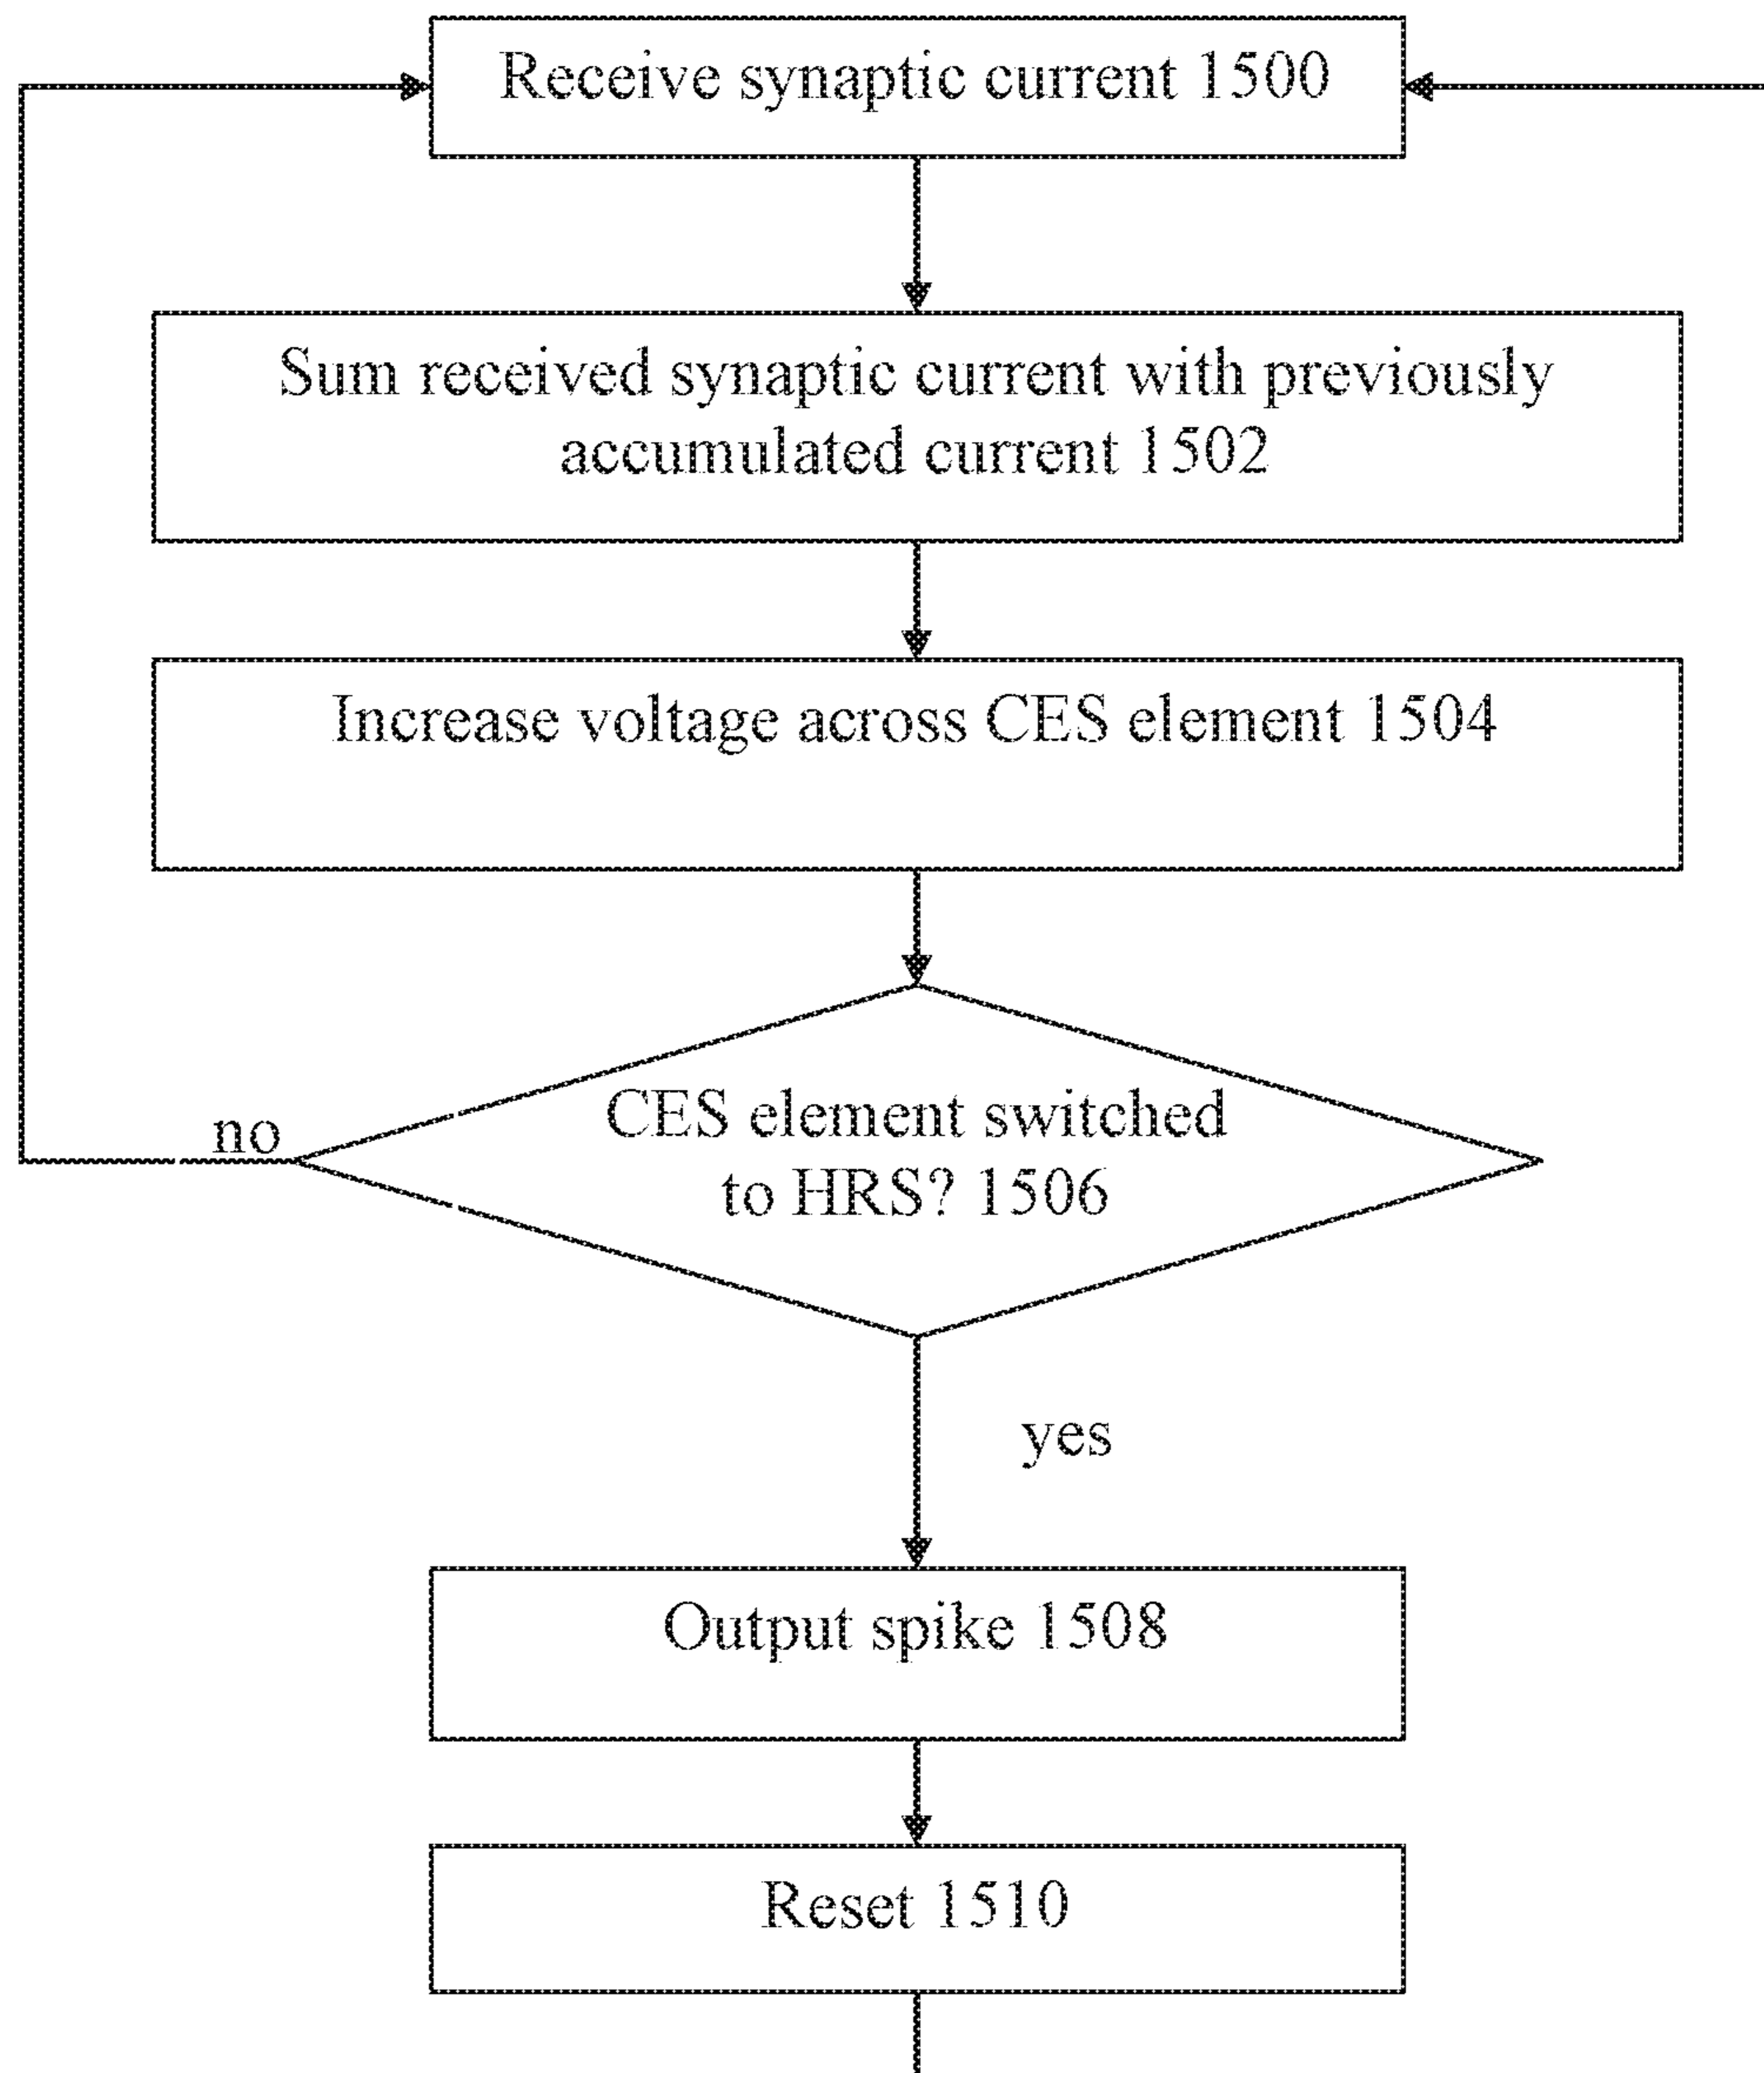 Receive synaptic current 1500
Sum received synaptic current with previously
accumulated current 1502
Increase voltage across CES element 1504
CES element switched
to HRS? 1506
no
yes
Output spike 1508
Reset 1510